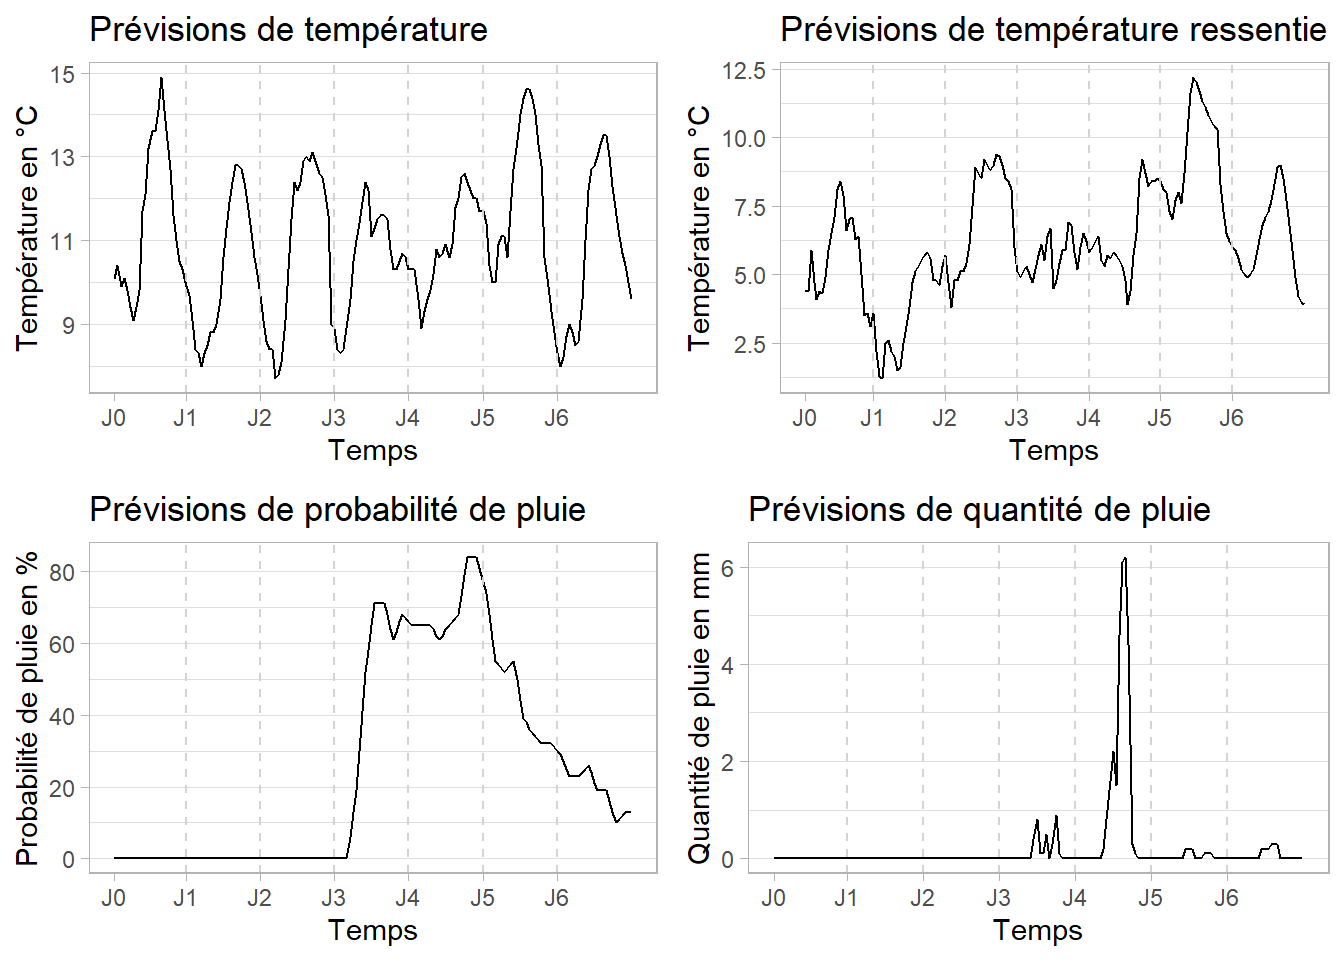 Prévisions de température
Température en °C
15
13
11
9
J0 J1 J2 J3 J4 J5 J6
Temps
Prévisions de température ressentie
Température en °C
12.5
10.0
7.5
5.0
2.5
J0 J1 J2 J3 J4 J5 J6
Temps
Prévisions de probabilité de pluie
Probabilité de pluie en %
80
60
40
20
0
J0 J1 J2 J3 J4 J5 J6
Temps
Prévisions de quantité de pluie
Quantité de pluie en mm
6
4
2
0
J0 J1 J2 J3 J4 J5 J6
Temps